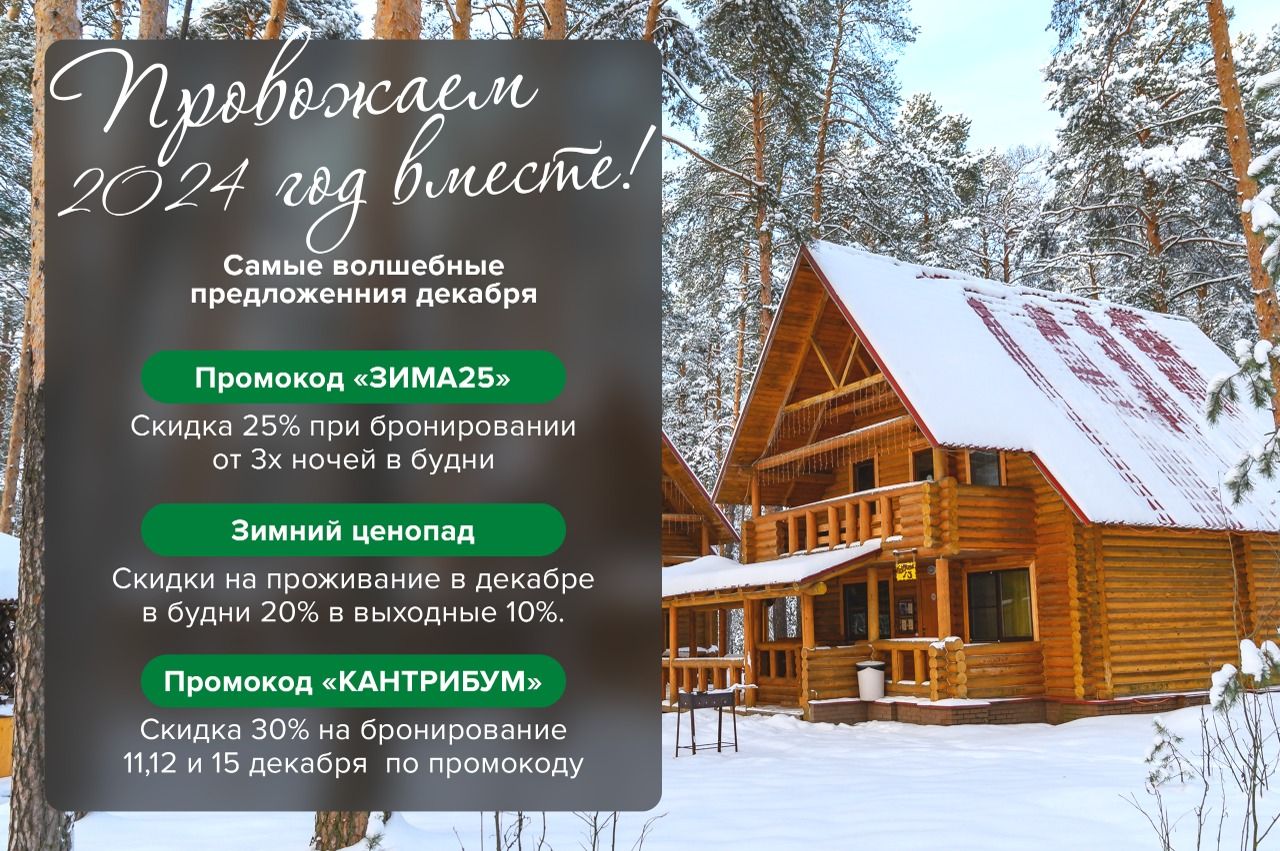 Провожаем
2024 год вместе!
Самые волшебные
предложенния декабря
Промокод «ЗИМА25»
Скидка 25% при бронировании
от 3х ночей в будни
Зимний ценопад
Скидки на проживание в декабре
в будни 20% в выходные 10%.
Промокод «КАНТРИБУМ»
Скидка 30% на бронирование
11,12 и 15 декабря  по промокоду